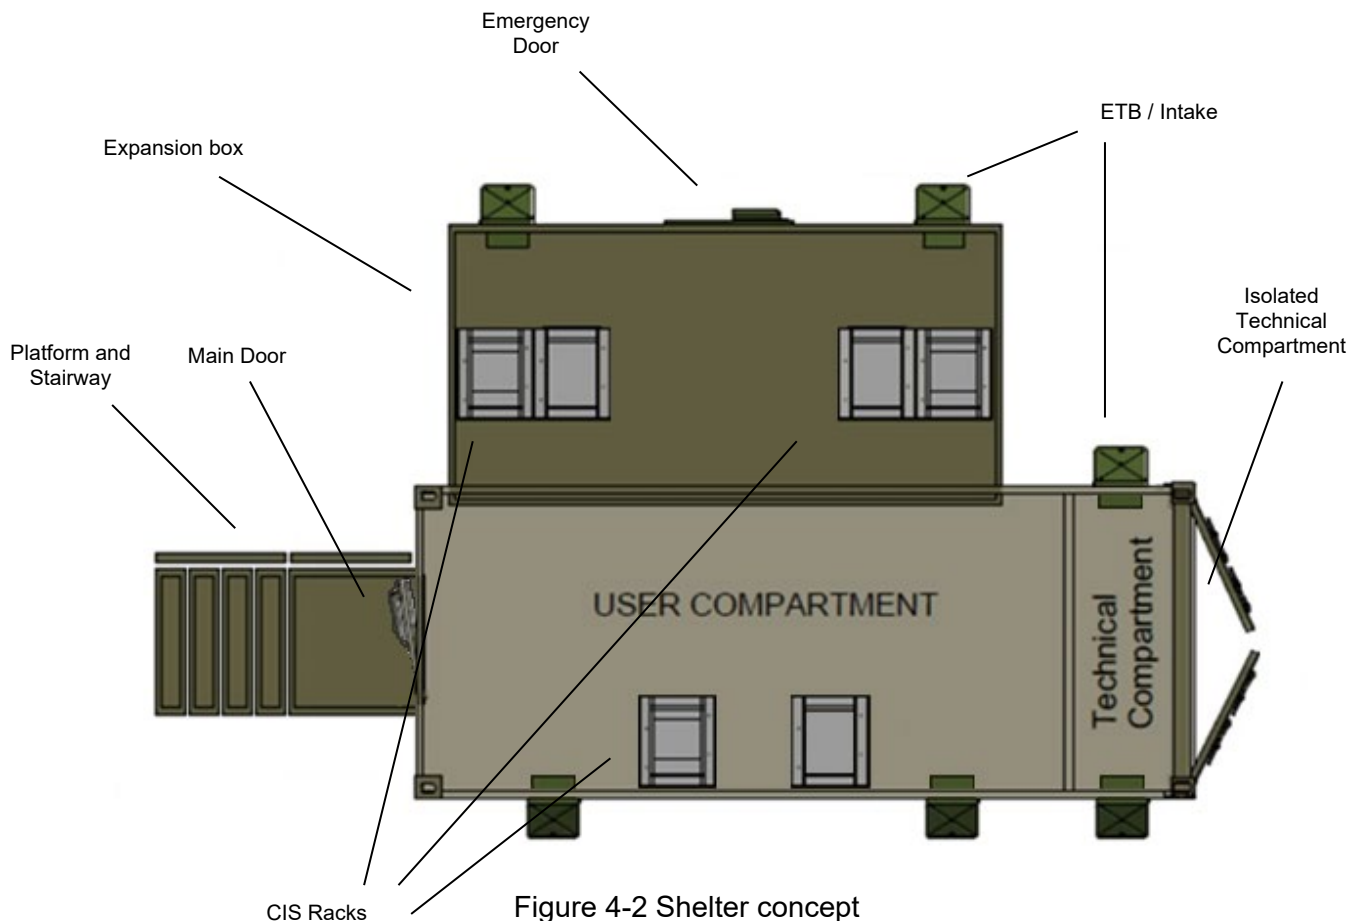 Emergency
Door
ETB / Intake
Expansion box
Isolated
Technical
Compartment
Platform and
Stairway
Main Door
USER COMPARTMENT
Technical
Compartment
CIS Racks
Figure 4-2 Shelter concept